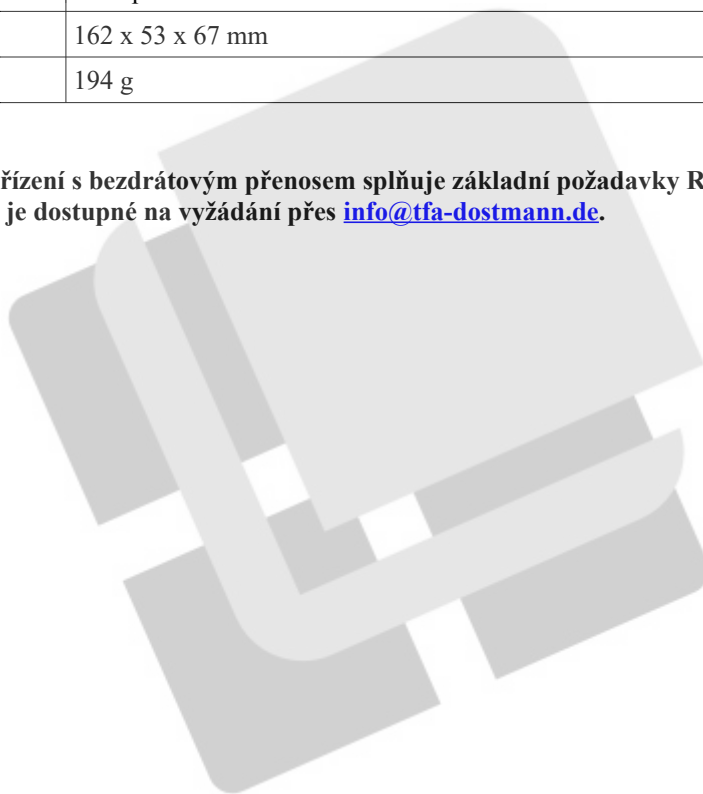 162 x 53 x 67 mm
194 g
řízení s bezdrátovým přenosem splňuje základní požadavky R
je dostupné na vyžádání přes info@tfa-dostmann.de.